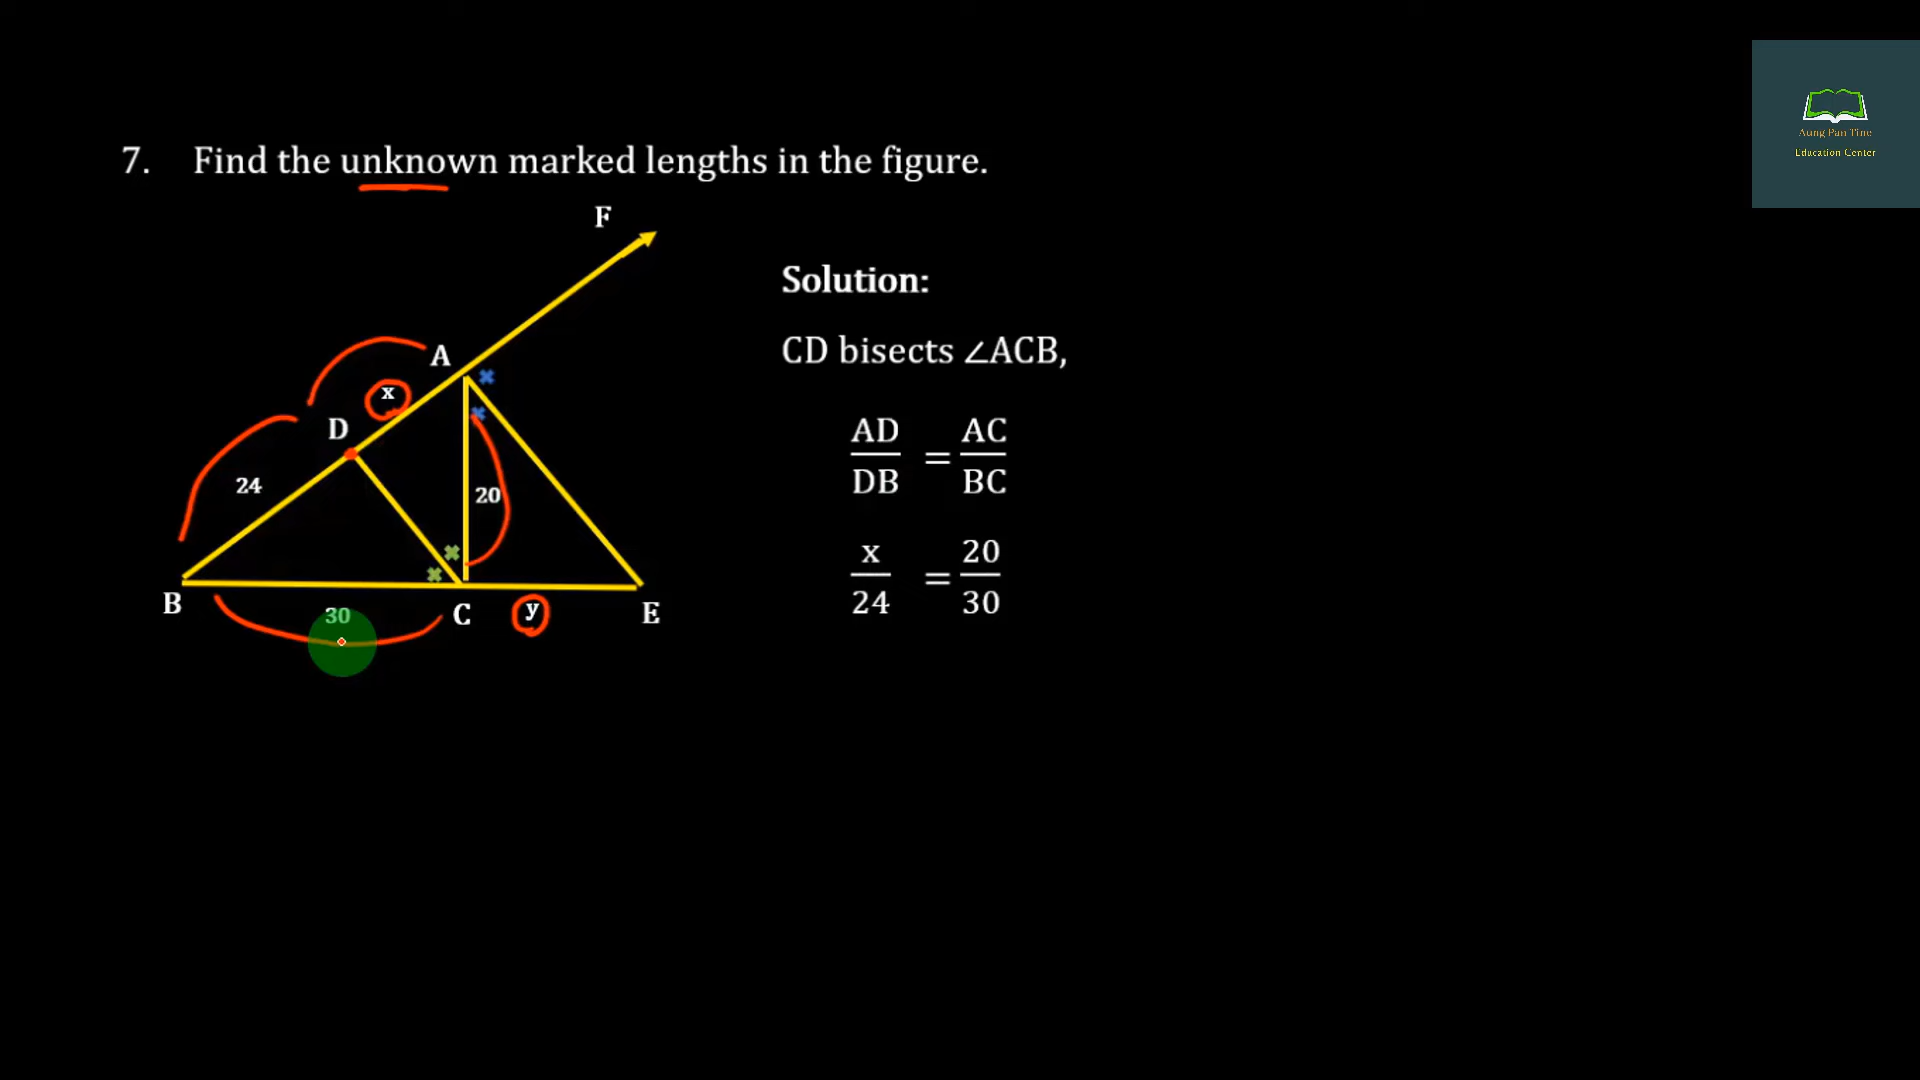 Aung Pan Tine
Education Center
7. Find the unknown marked lengths in the figure.
F
Solution:
A
CD bisects ∠ACB,
x
D
AD/DB = AC/BC
24
20
x/24 = 20/30
B
30
C
y
E